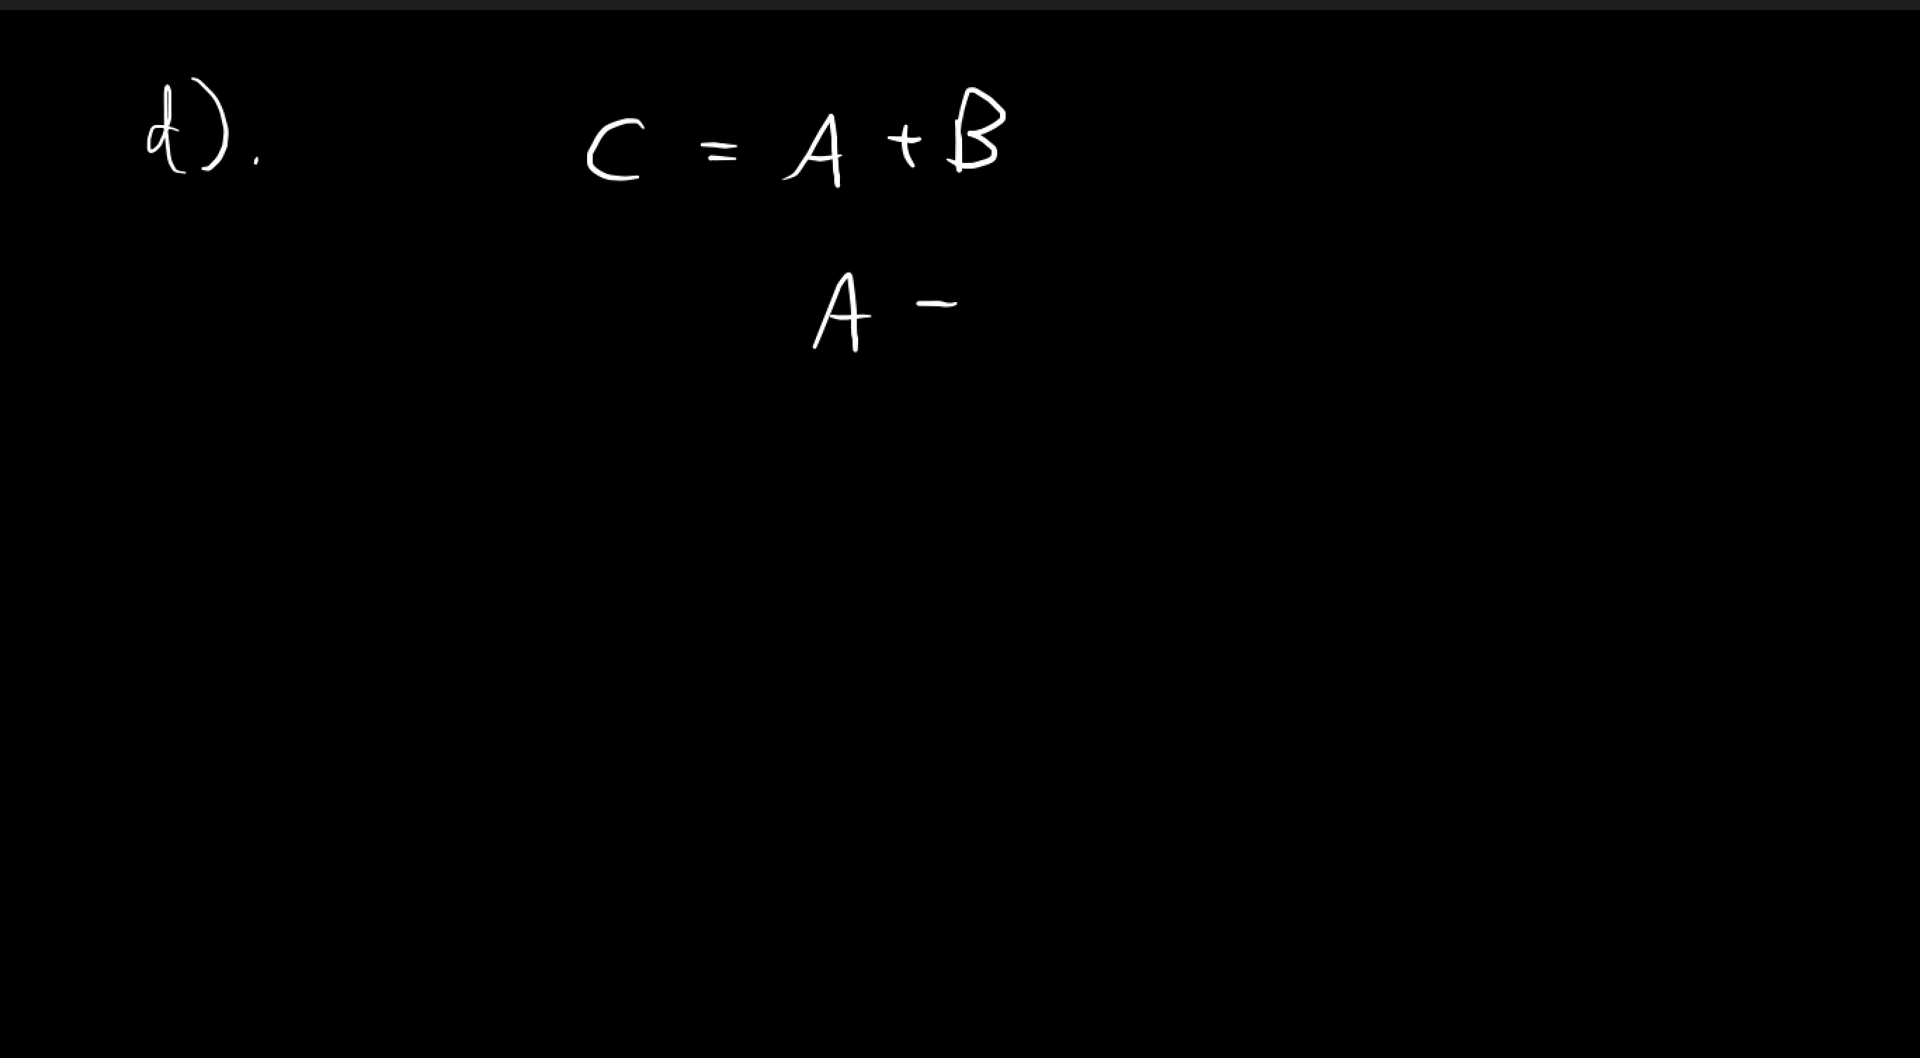 d). C = A + B
A -